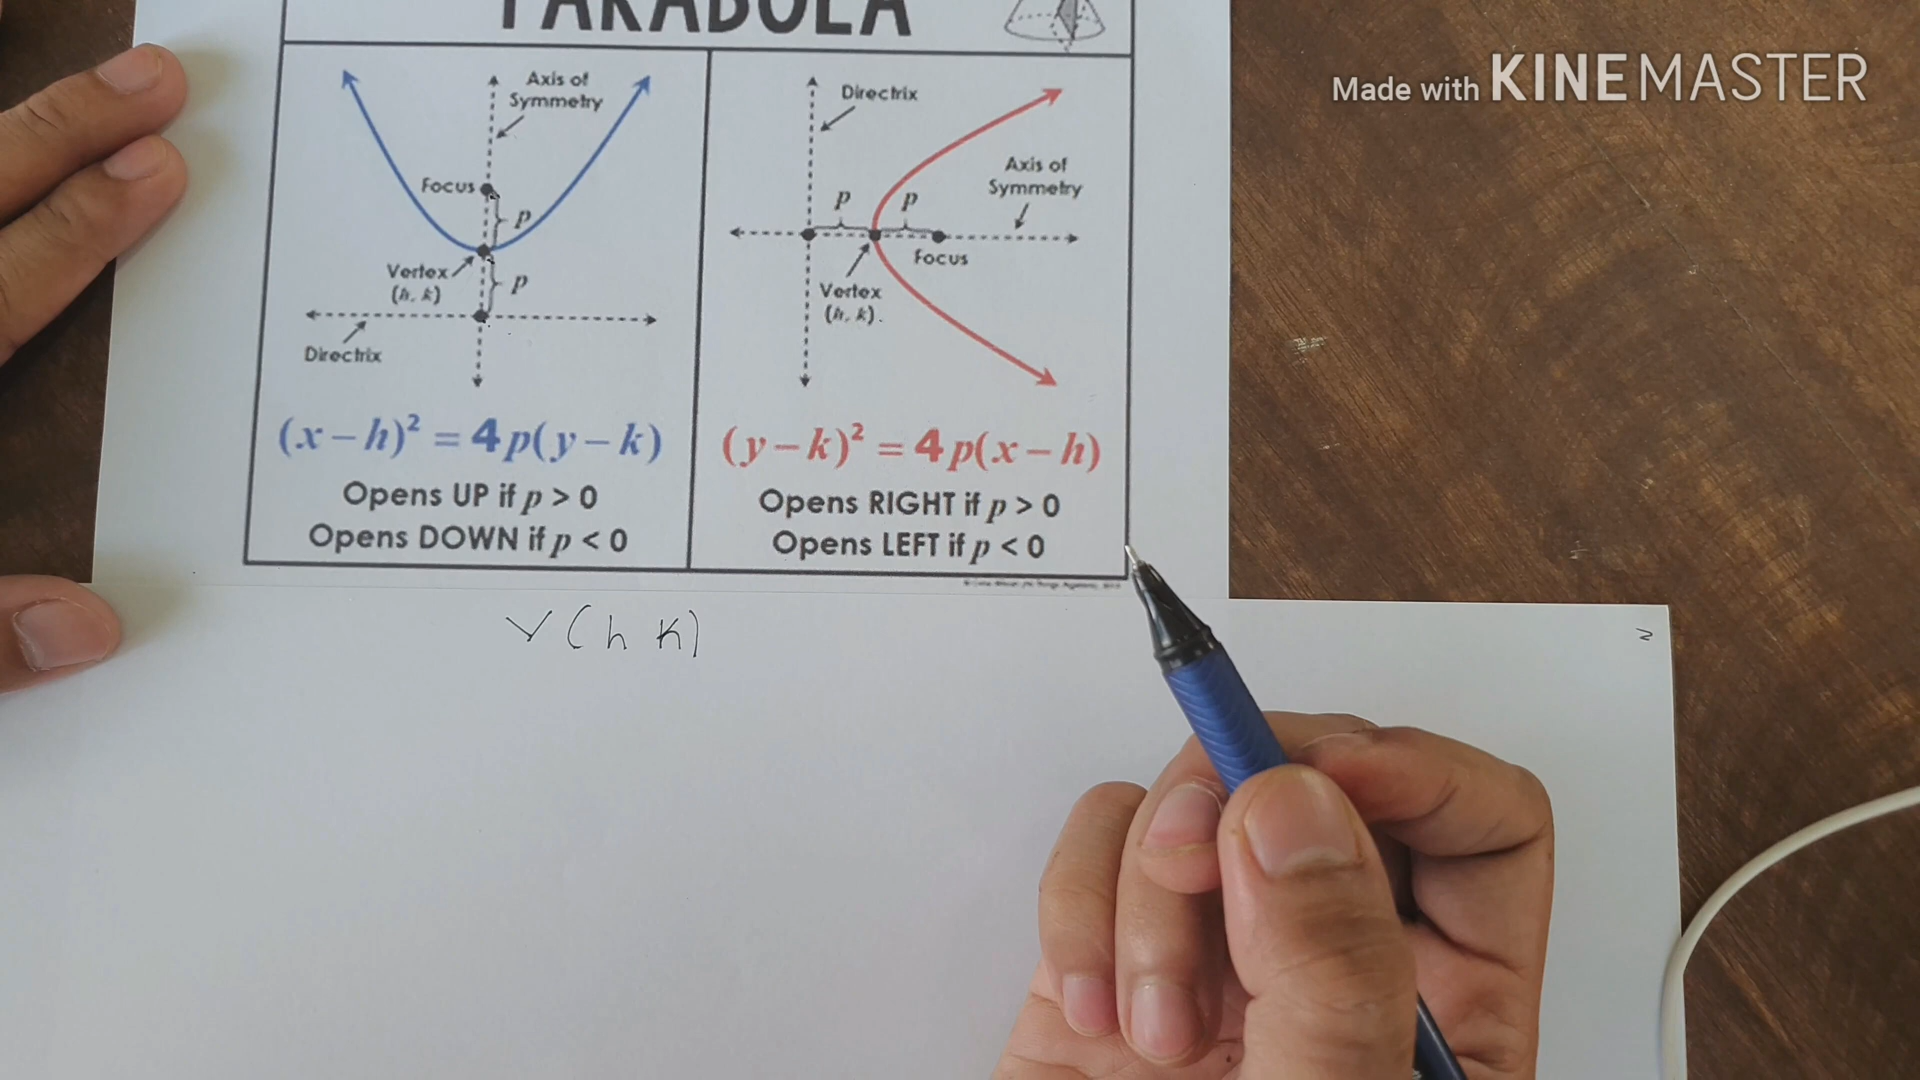 PARABOLA
Made with KINEMASTER
Axis of
Symmetry
Focus
p
Vertex
(h, k)
p
Directrix
(x – h)² = 4p(y – k)
Opens UP if p > 0
Opens DOWN if p < 0
Directrix
Axis of
Symmetry
p p
Focus
Vertex
(h, k).
(y – k)² = 4p(x – h)
Opens RIGHT if p > 0
Opens LEFT if p < 0
V (h K)